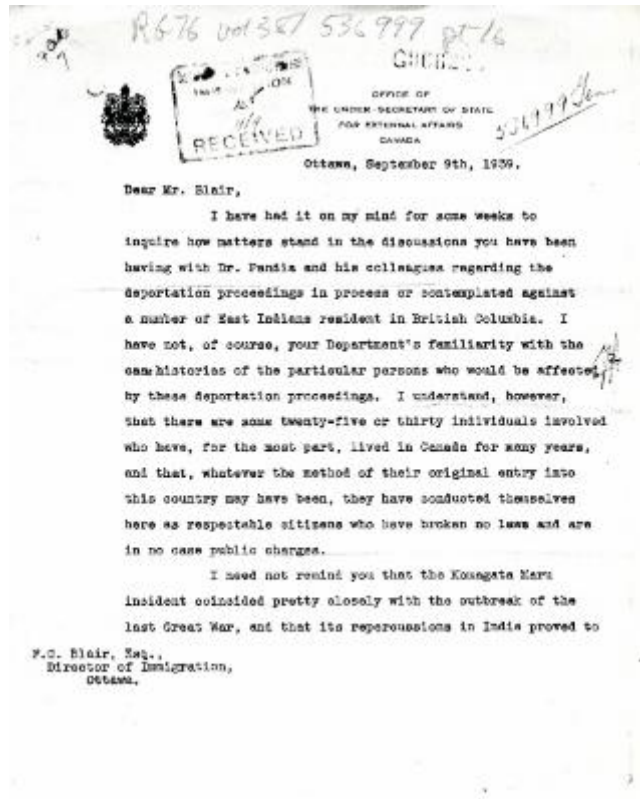 RG76 vol 387 536999 pt-16
RECEIVED
OFFICE OF
THE UNDER-SECRETARY OF STATE
FOR EXTERNAL AFFAIRS
CANADA
536999
Ottawa, September 9th, 1939.
Dear Mr. Blair,
I have had it on my mind for some weeks to
inquire how matters stand in the discussions you have been
having with Dr. Pandia and his colleagues regarding the
deportation proceedings in process or contemplated against
a number of East Indians resident in British Columbia. I
have not, of course, your Department's familiarity with the
case histories of the particular persons who would be affected
by these deportation proceedings. I understand, however,
that there are some twenty-five or thirty individuals involved
who have, for the most part, lived in Canada for many years,
and that, whatever the method of their original entry into
this country may have been, they have conducted themselves
here as respectable citizens who have broken no laws and are
in no case public charges.
I need not remind you that the Komagata Maru
incident coincided pretty closely with the outbreak of the
last Great War, and that its repercussions in India proved to
F.C. Blair, Esq.,
Director of Immigration,
Ottawa.